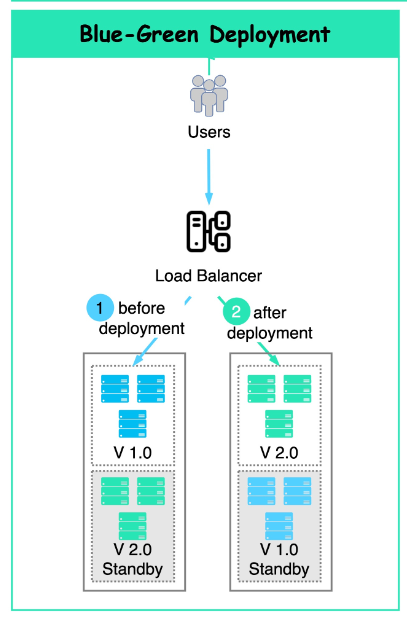 Blue-Green Deployment
Users
Load Balancer
1 before
deployment
2 after
deployment
V 1.0
V 2.0
Standby
V 2.0
V 1.0
Standby